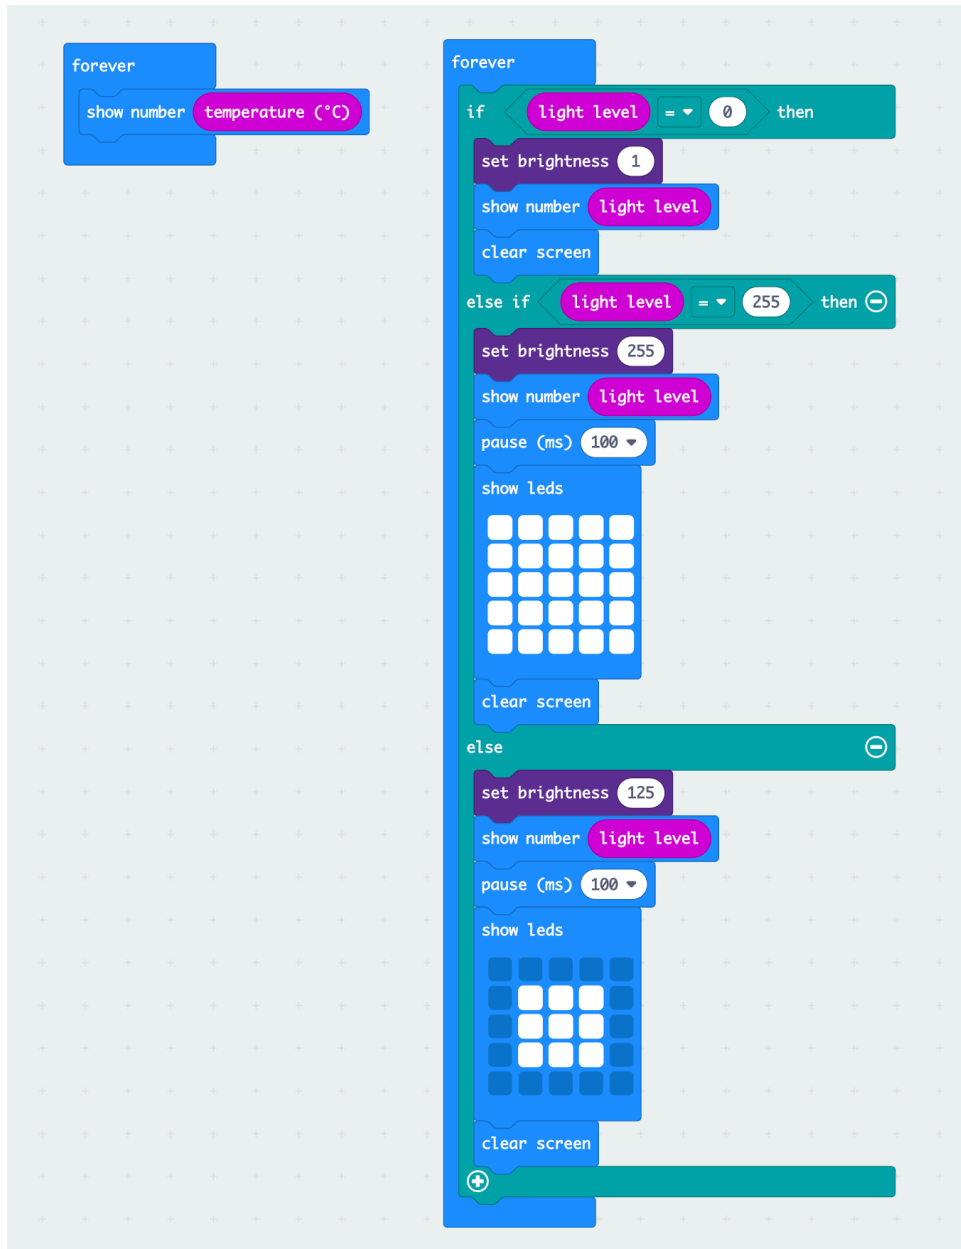 forever
show number temperature (°C)
forever
if light level = 0 then
set brightness 1
show number light level
clear screen
else if light level = 255 then
set brightness 255
show number light level
pause (ms) 100
show leds
clear screen
else
set brightness 125
show number light level
pause (ms) 100
show leds
clear screen